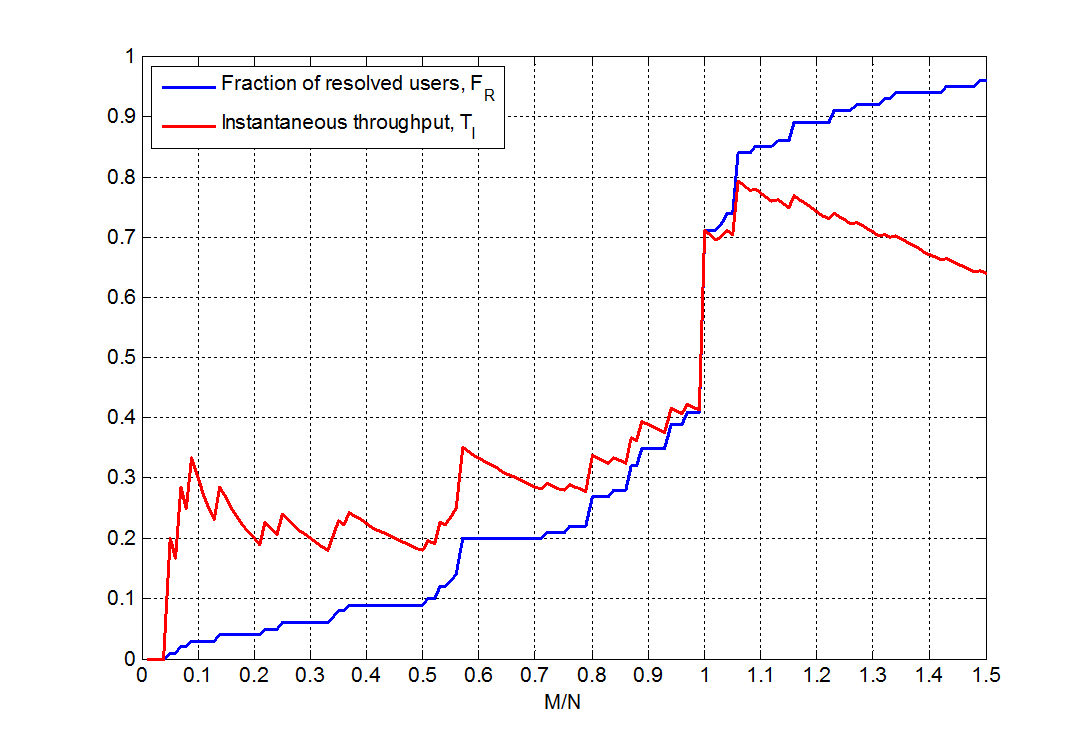 1
0.9
0.8
0.7
0.6
0.5
0.4
0.3
0.2
0.1
0
Fraction of resolved users, F_R
Instantaneous throughput, T_I
0 0.1 0.2 0.3 0.4 0.5 0.6 0.7 0.8 0.9 1 1.1 1.2 1.3 1.4 1.5
M/N